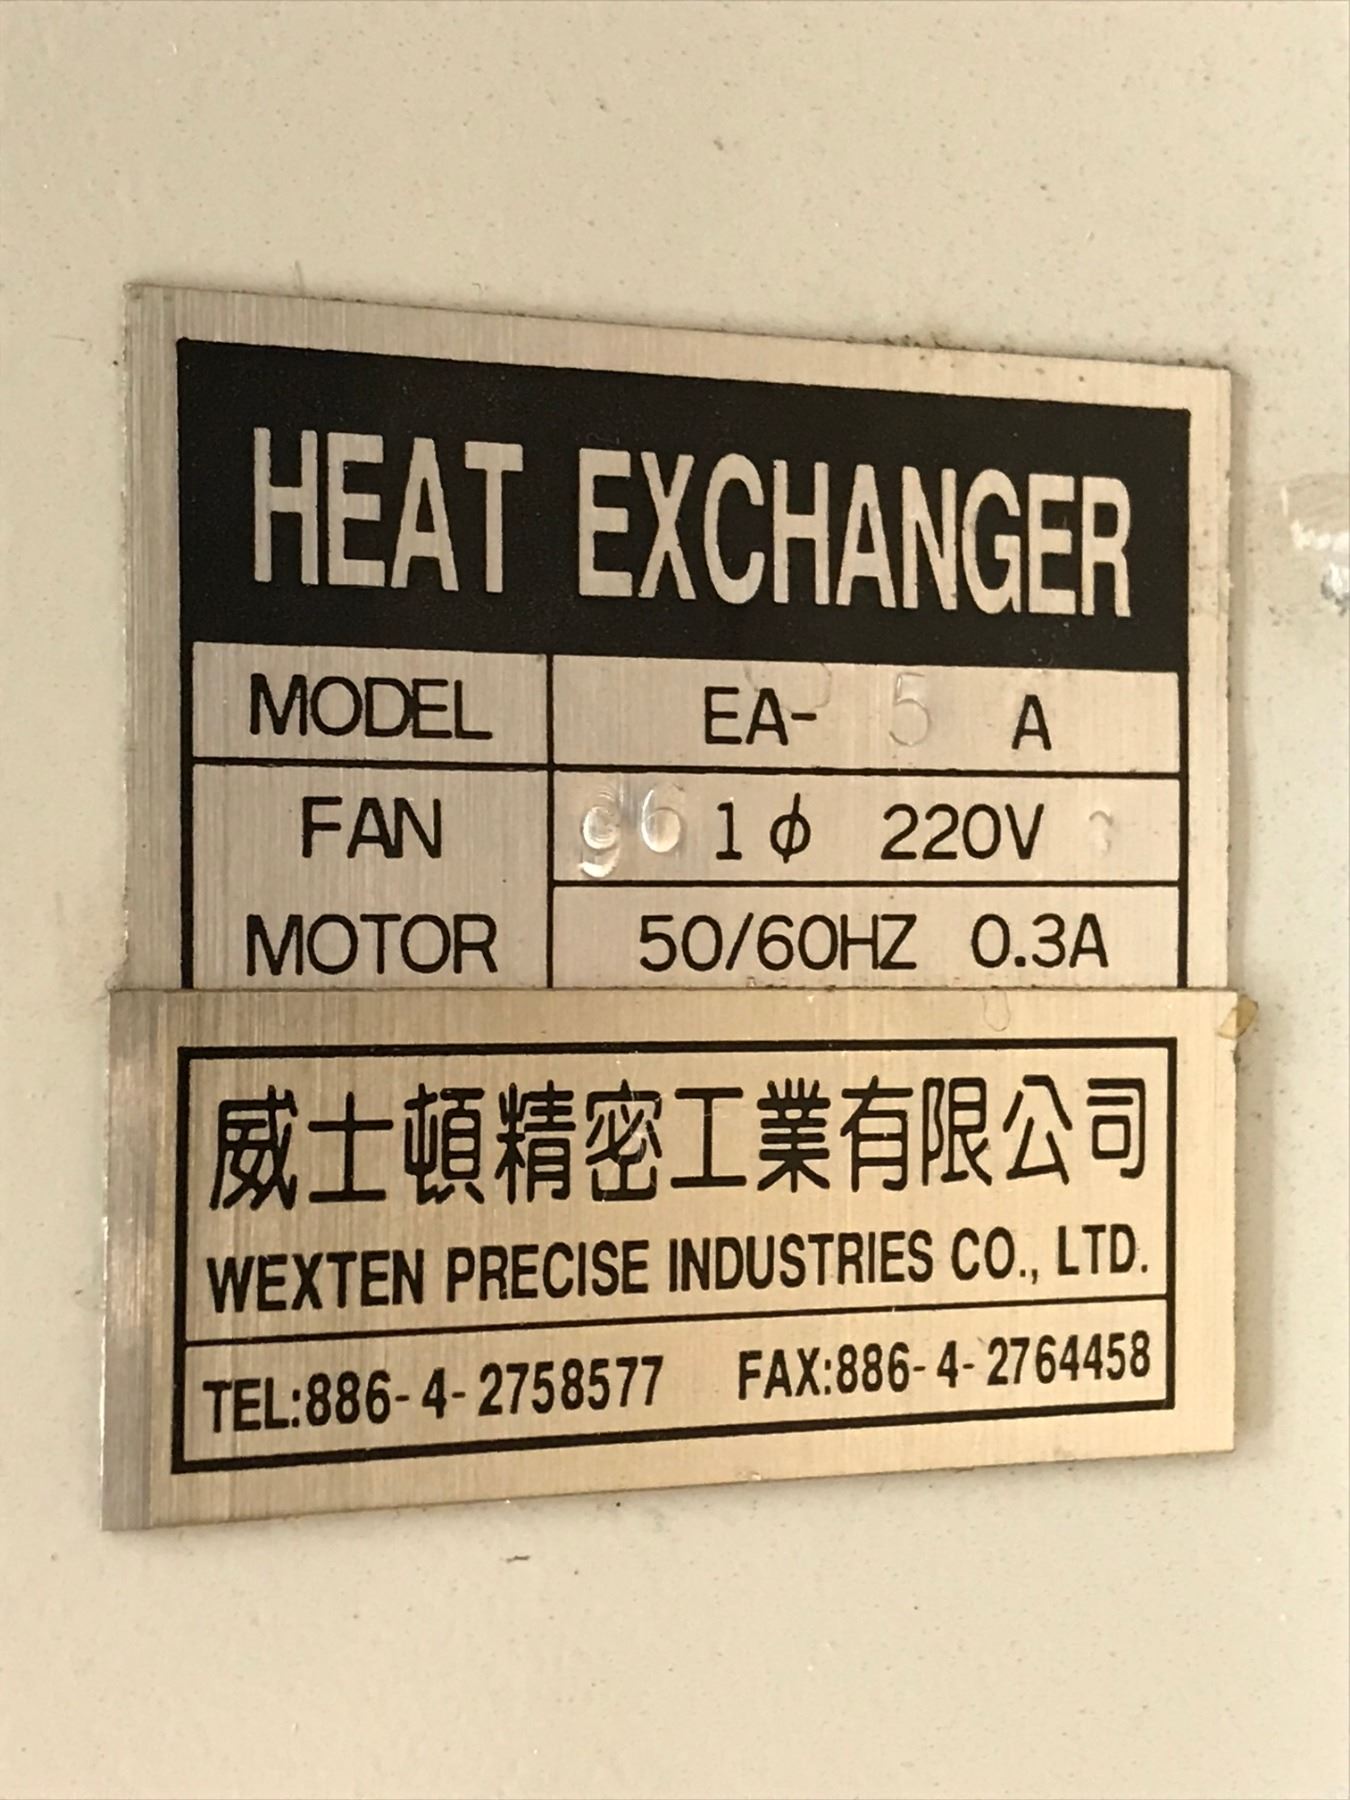 HEAT EXCHANGER
MODEL EA- 5 A
FAN 96 1ϕ 220V
MOTOR 50/60HZ 0.3A
威士頓精密工業有限公司
WEXTEN PRECISE INDUSTRIES CO., LTD.
TEL:886-4-2758577 FAX:886-4-2764458